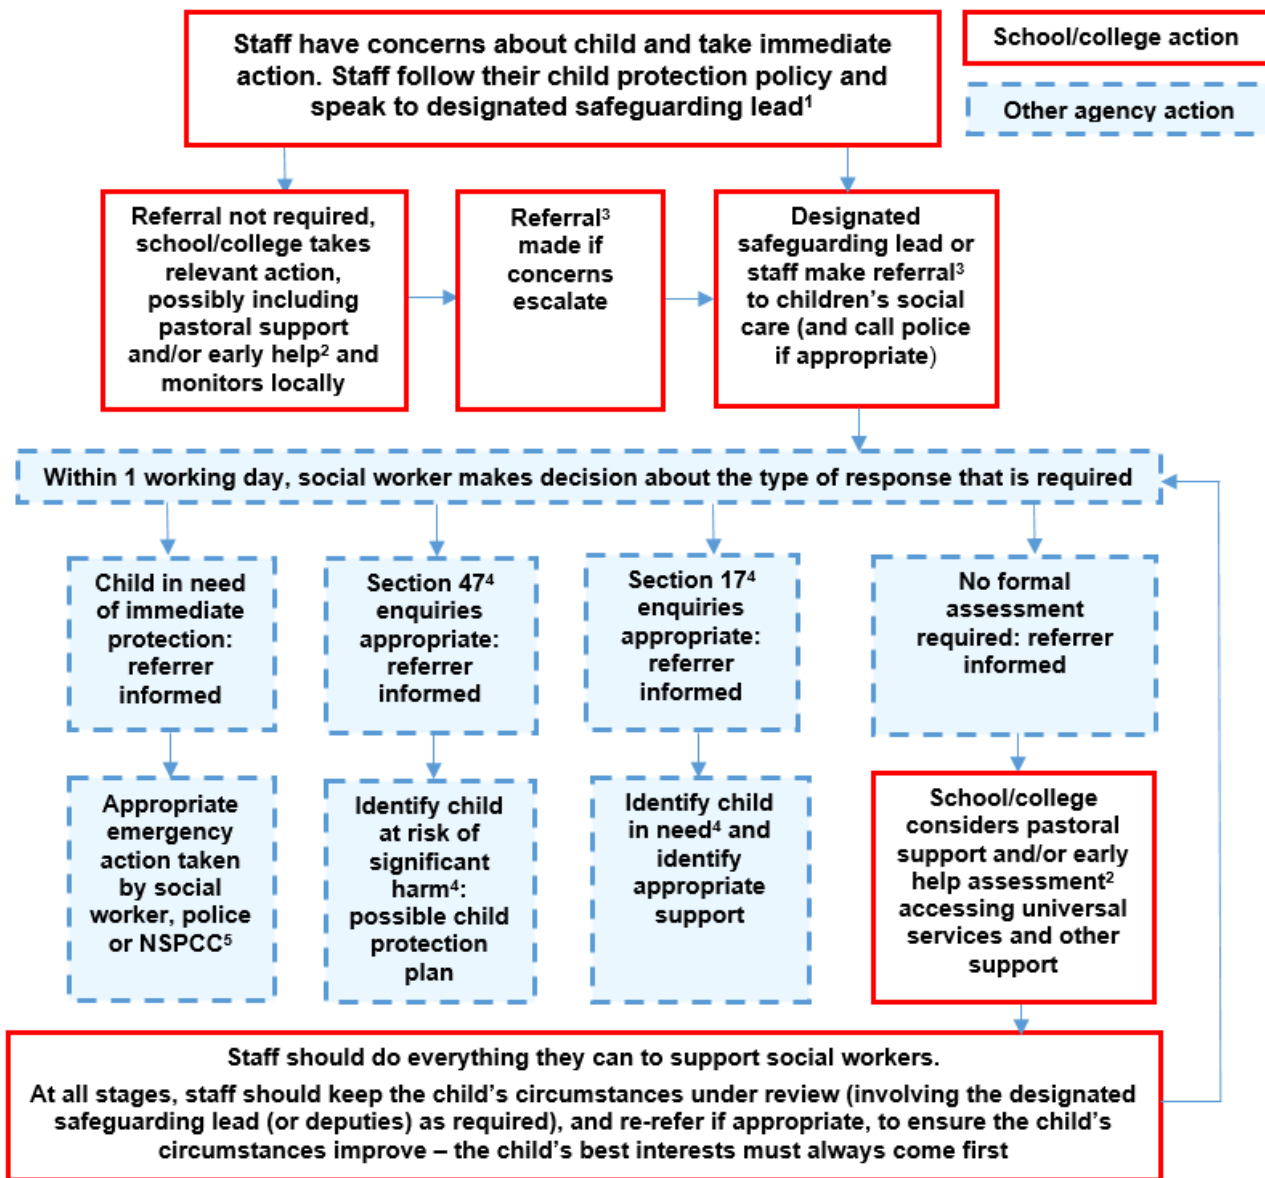 Staff have concerns about child and take immediate
action. Staff follow their child protection policy and
speak to designated safeguarding lead¹
School/college action
Other agency action
Referral not required,
school/college takes
relevant action,
possibly including
pastoral support
and/or early help² and
monitors locally
Referral³
made if
concerns
escalate
Designated
safeguarding lead or
staff make referral³
to children’s social
care (and call police
if appropriate)
Within 1 working day, social worker makes decision about the type of response that is required
Child in need
of immediate
protection:
referrer
informed
Section 47⁴
enquiries
appropriate:
referrer
informed
Section 17⁴
enquiries
appropriate:
referrer
informed
No formal
assessment
required: referrer
informed
Appropriate
emergency
action taken
by social
worker, police
or NSPCC⁵
Identify child
at risk of
significant
harm⁴:
possible child
protection
plan
Identify child
in need⁴ and
identify
appropriate
support
School/college
considers pastoral
support and/or early
help assessment²
accessing universal
services and other
support
Staff should do everything they can to support social workers.
At all stages, staff should keep the child’s circumstances under review (involving the designated
safeguarding lead (or deputies) as required), and re-refer if appropriate, to ensure the child’s
circumstances improve – the child’s best interests must always come first